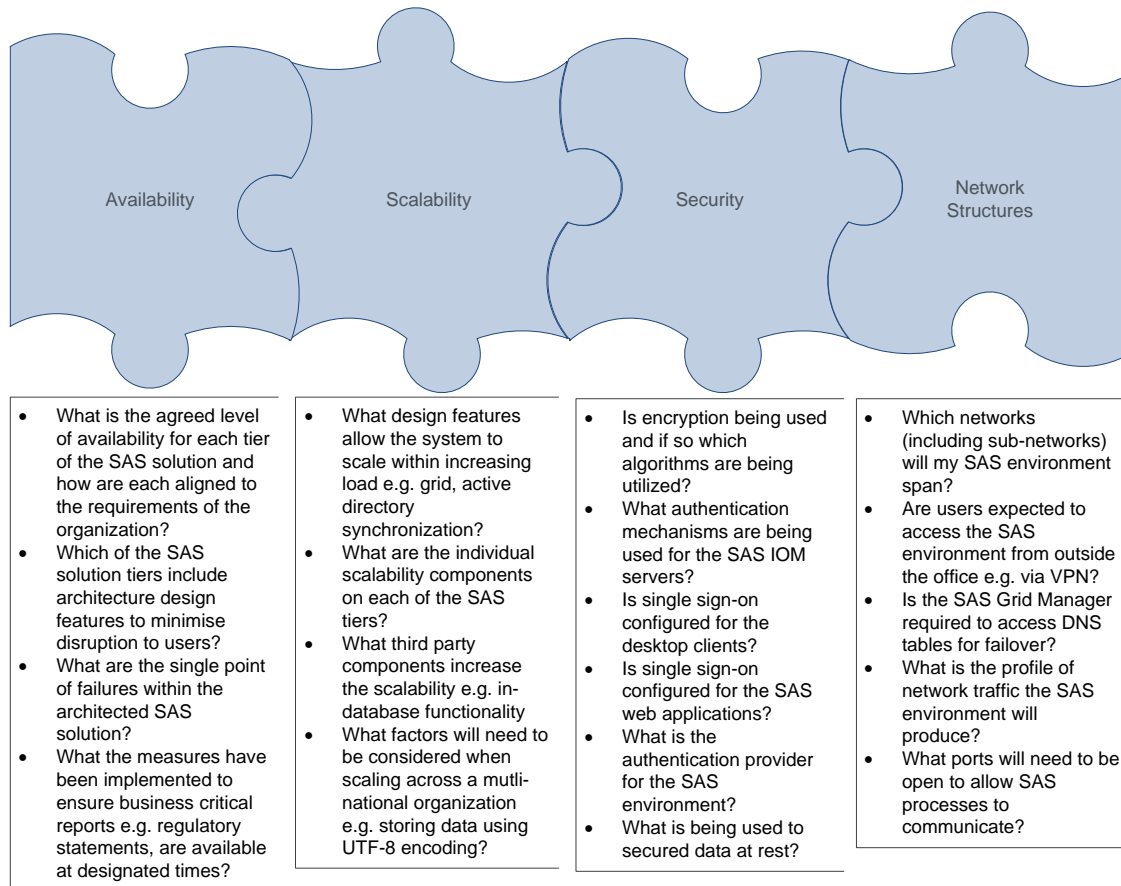 Availability
Scalability
Security
Network
Structures
• What is the agreed level
of availability for each tier
of the SAS solution and
how are each aligned to
the requirements of the
organization?
• Which of the SAS
solution tiers include
architecture design
features to minimise
disruption to users?
• What are the single point
of failures within the
architected SAS
solution?
• What the measures have
been implemented to
ensure business critical
reports e.g. regulatory
statements, are available
at designated times?
• What design features
allow the system to
scale within increasing
load e.g. grid, active
directory
synchronization?
• What are the individual
scalability components
on each of the SAS
tiers?
• What third party
components increase
the scalability e.g. in-
database functionality
• What factors will need to
be considered when
scaling across a mutli-
national organization
e.g. storing data using
UTF-8 encoding?
• Is encryption being used
and if so which
algorithms are being
utilized?
• What authentication
mechanisms are being
used for the SAS IOM
servers?
• Is single sign-on
configured for the
desktop clients?
• Is single sign-on
configured for the SAS
web applications?
• What is the
authentication provider
for the SAS
environment?
• What is being used to
secured data at rest?
• Which networks
(including sub-networks)
will my SAS environment
span?
• Are users expected to
access the SAS
environment from outside
the office e.g. via VPN?
• Is the SAS Grid Manager
required to access DNS
tables for failover?
• What is the profile of
network traffic the SAS
environment will
produce?
• What ports will need to be
open to allow SAS
processes to
communicate?